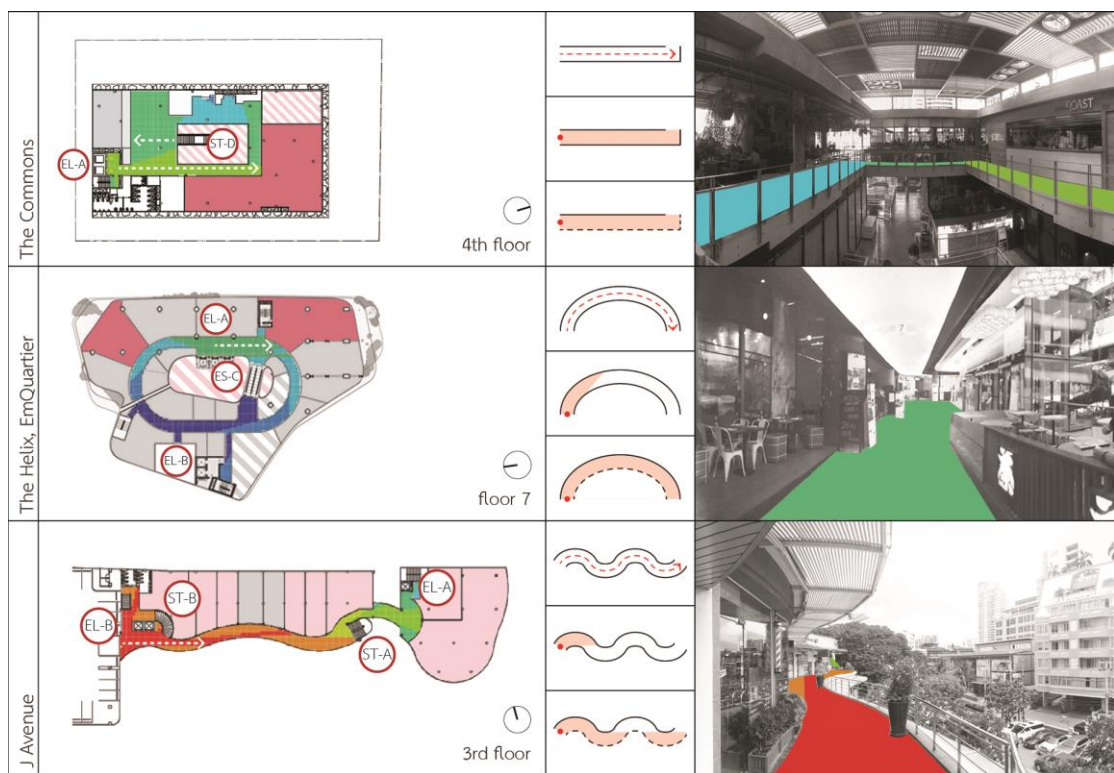 The Commons
EL-A
ST-D
4th floor
The Helix, EmQuartier
EL-A
ES-C
EL-B
floor 7
7
J Avenue
EL-B
ST-B
EL-A
ST-A
3rd floor